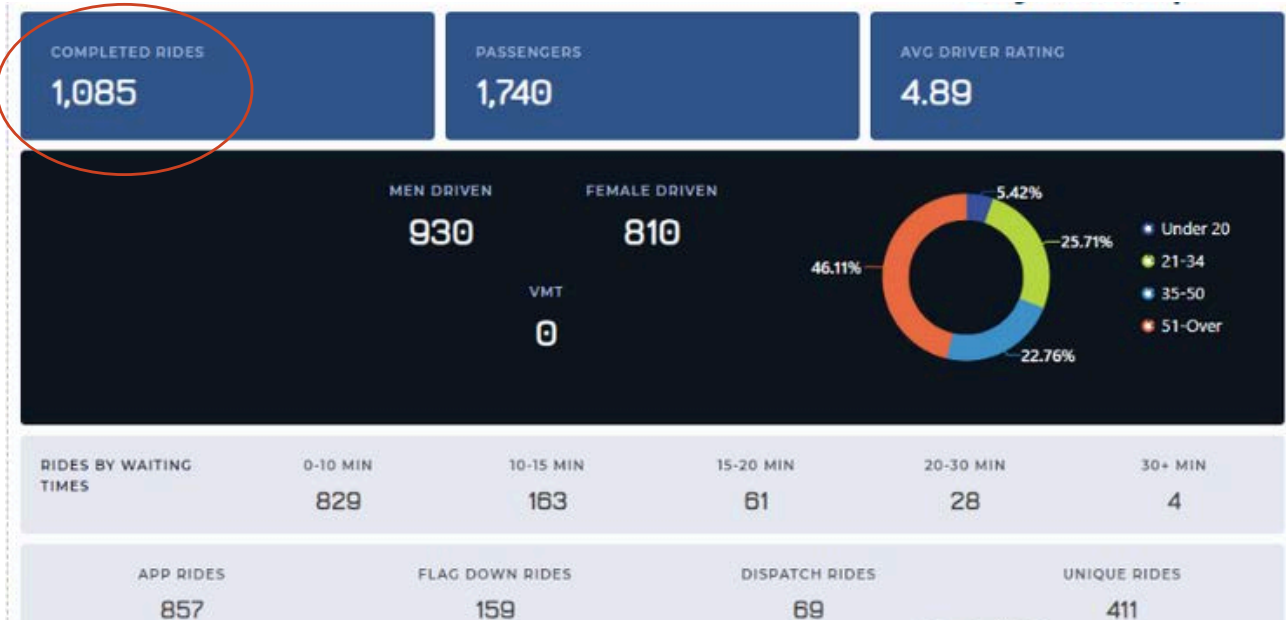 COMPLETED RIDES
1,085
PASSENGERS
1,740
AVG DRIVER RATING
4.89
MEN DRIVEN
930
FEMALE DRIVEN
810
VMT
0
5.42%
25.71%
22.76%
46.11%
Under 20
21-34
35-50
51-Over
RIDES BY WAITING
TIMES
0-10 MIN
829
10-15 MIN
163
15-20 MIN
61
20-30 MIN
28
30+ MIN
4
APP RIDES
857
FLAG DOWN RIDES
159
DISPATCH RIDES
69
UNIQUE RIDES
411